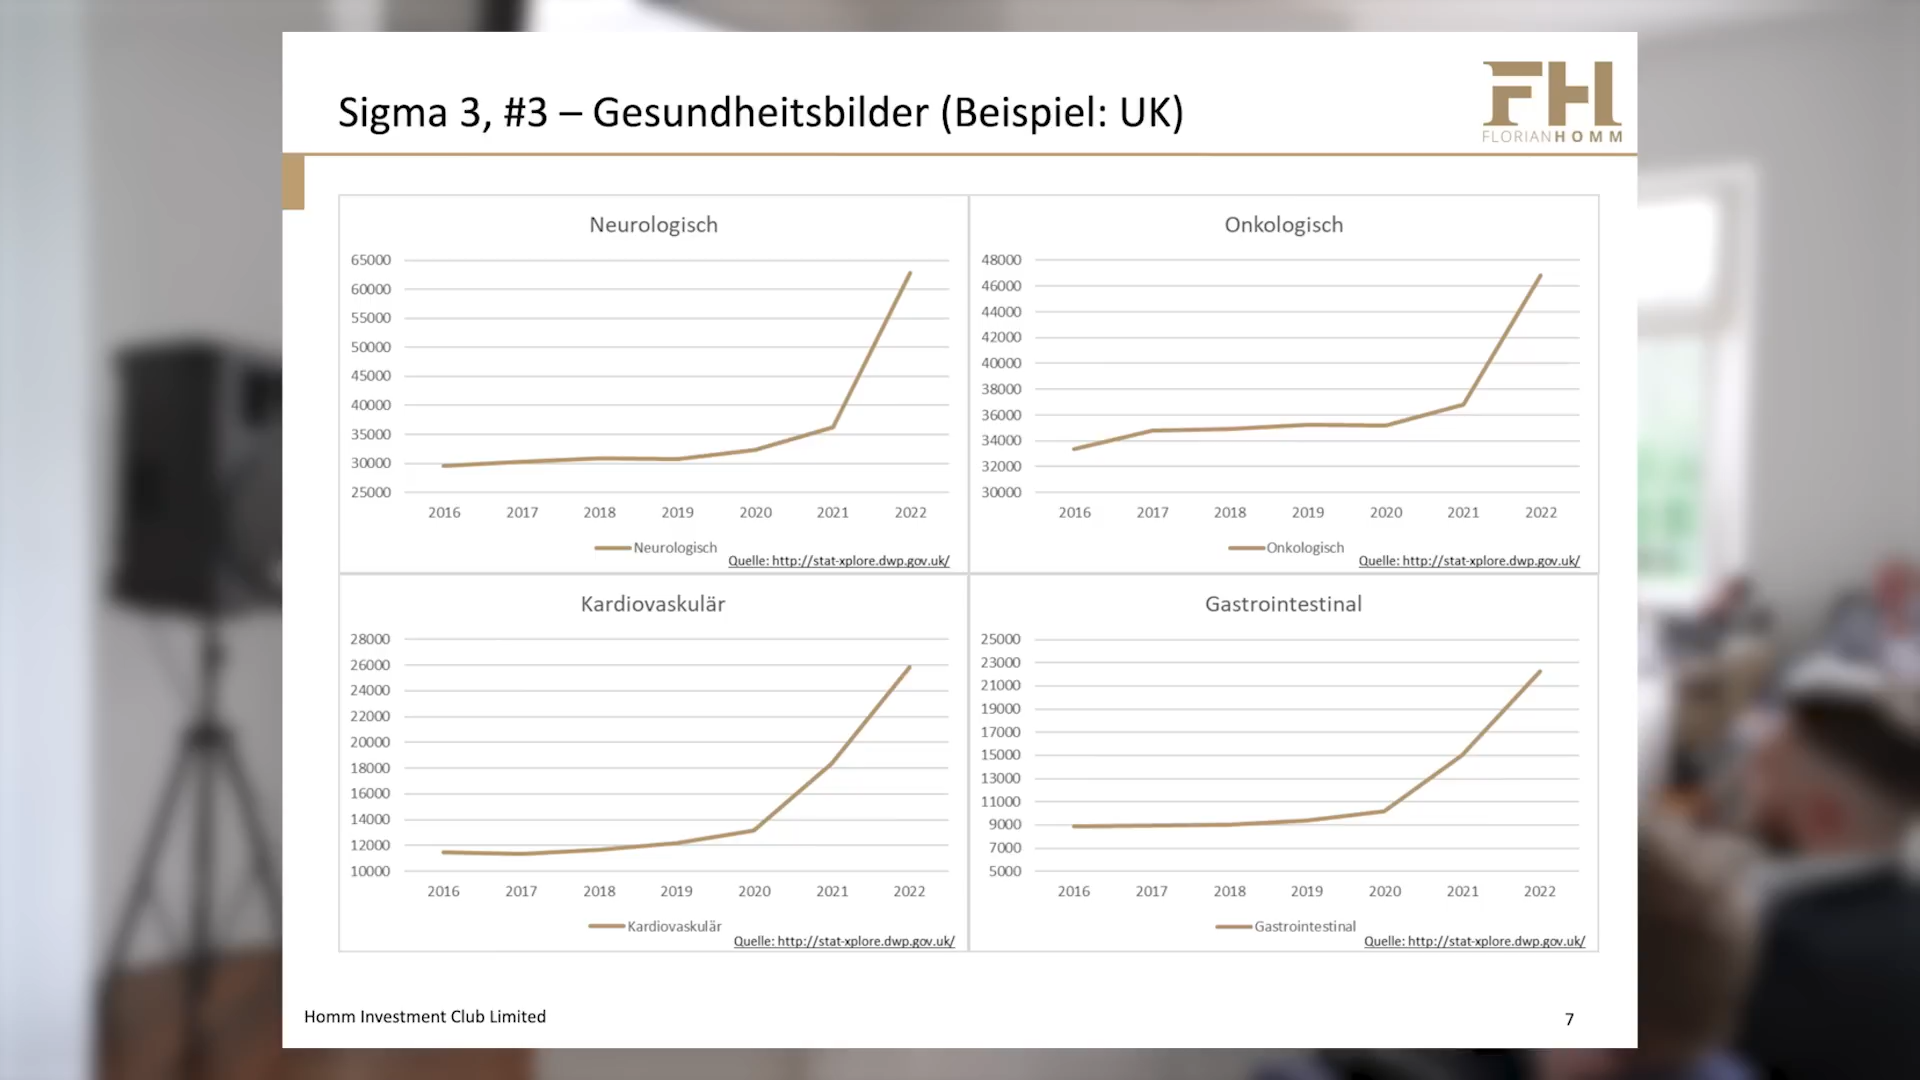 Sigma 3, #3 – Gesundheitsbilder (Beispiel: UK)
FH
FLORIANHOMM
Neurologisch
65000
60000
55000
50000
45000
40000
35000
30000
25000
2016 2017 2018 2019 2020 2021 2022
Neurologisch
Quelle: http://stat-xplore.dwp.gov.uk/
Onkologisch
48000
46000
44000
42000
40000
38000
36000
34000
32000
30000
2016 2017 2018 2019 2020 2021 2022
Onkologisch
Quelle: http://stat-xplore.dwp.gov.uk/
Kardiovaskulär
28000
26000
24000
22000
20000
18000
16000
14000
12000
10000
2016 2017 2018 2019 2020 2021 2022
Kardiovaskulär
Quelle: http://stat-xplore.dwp.gov.uk/
Gastrointestinal
25000
23000
21000
19000
17000
15000
13000
11000
9000
7000
5000
2016 2017 2018 2019 2020 2021 2022
Gastrointestinal
Quelle: http://stat-xplore.dwp.gov.uk/
Homm Investment Club Limited
7